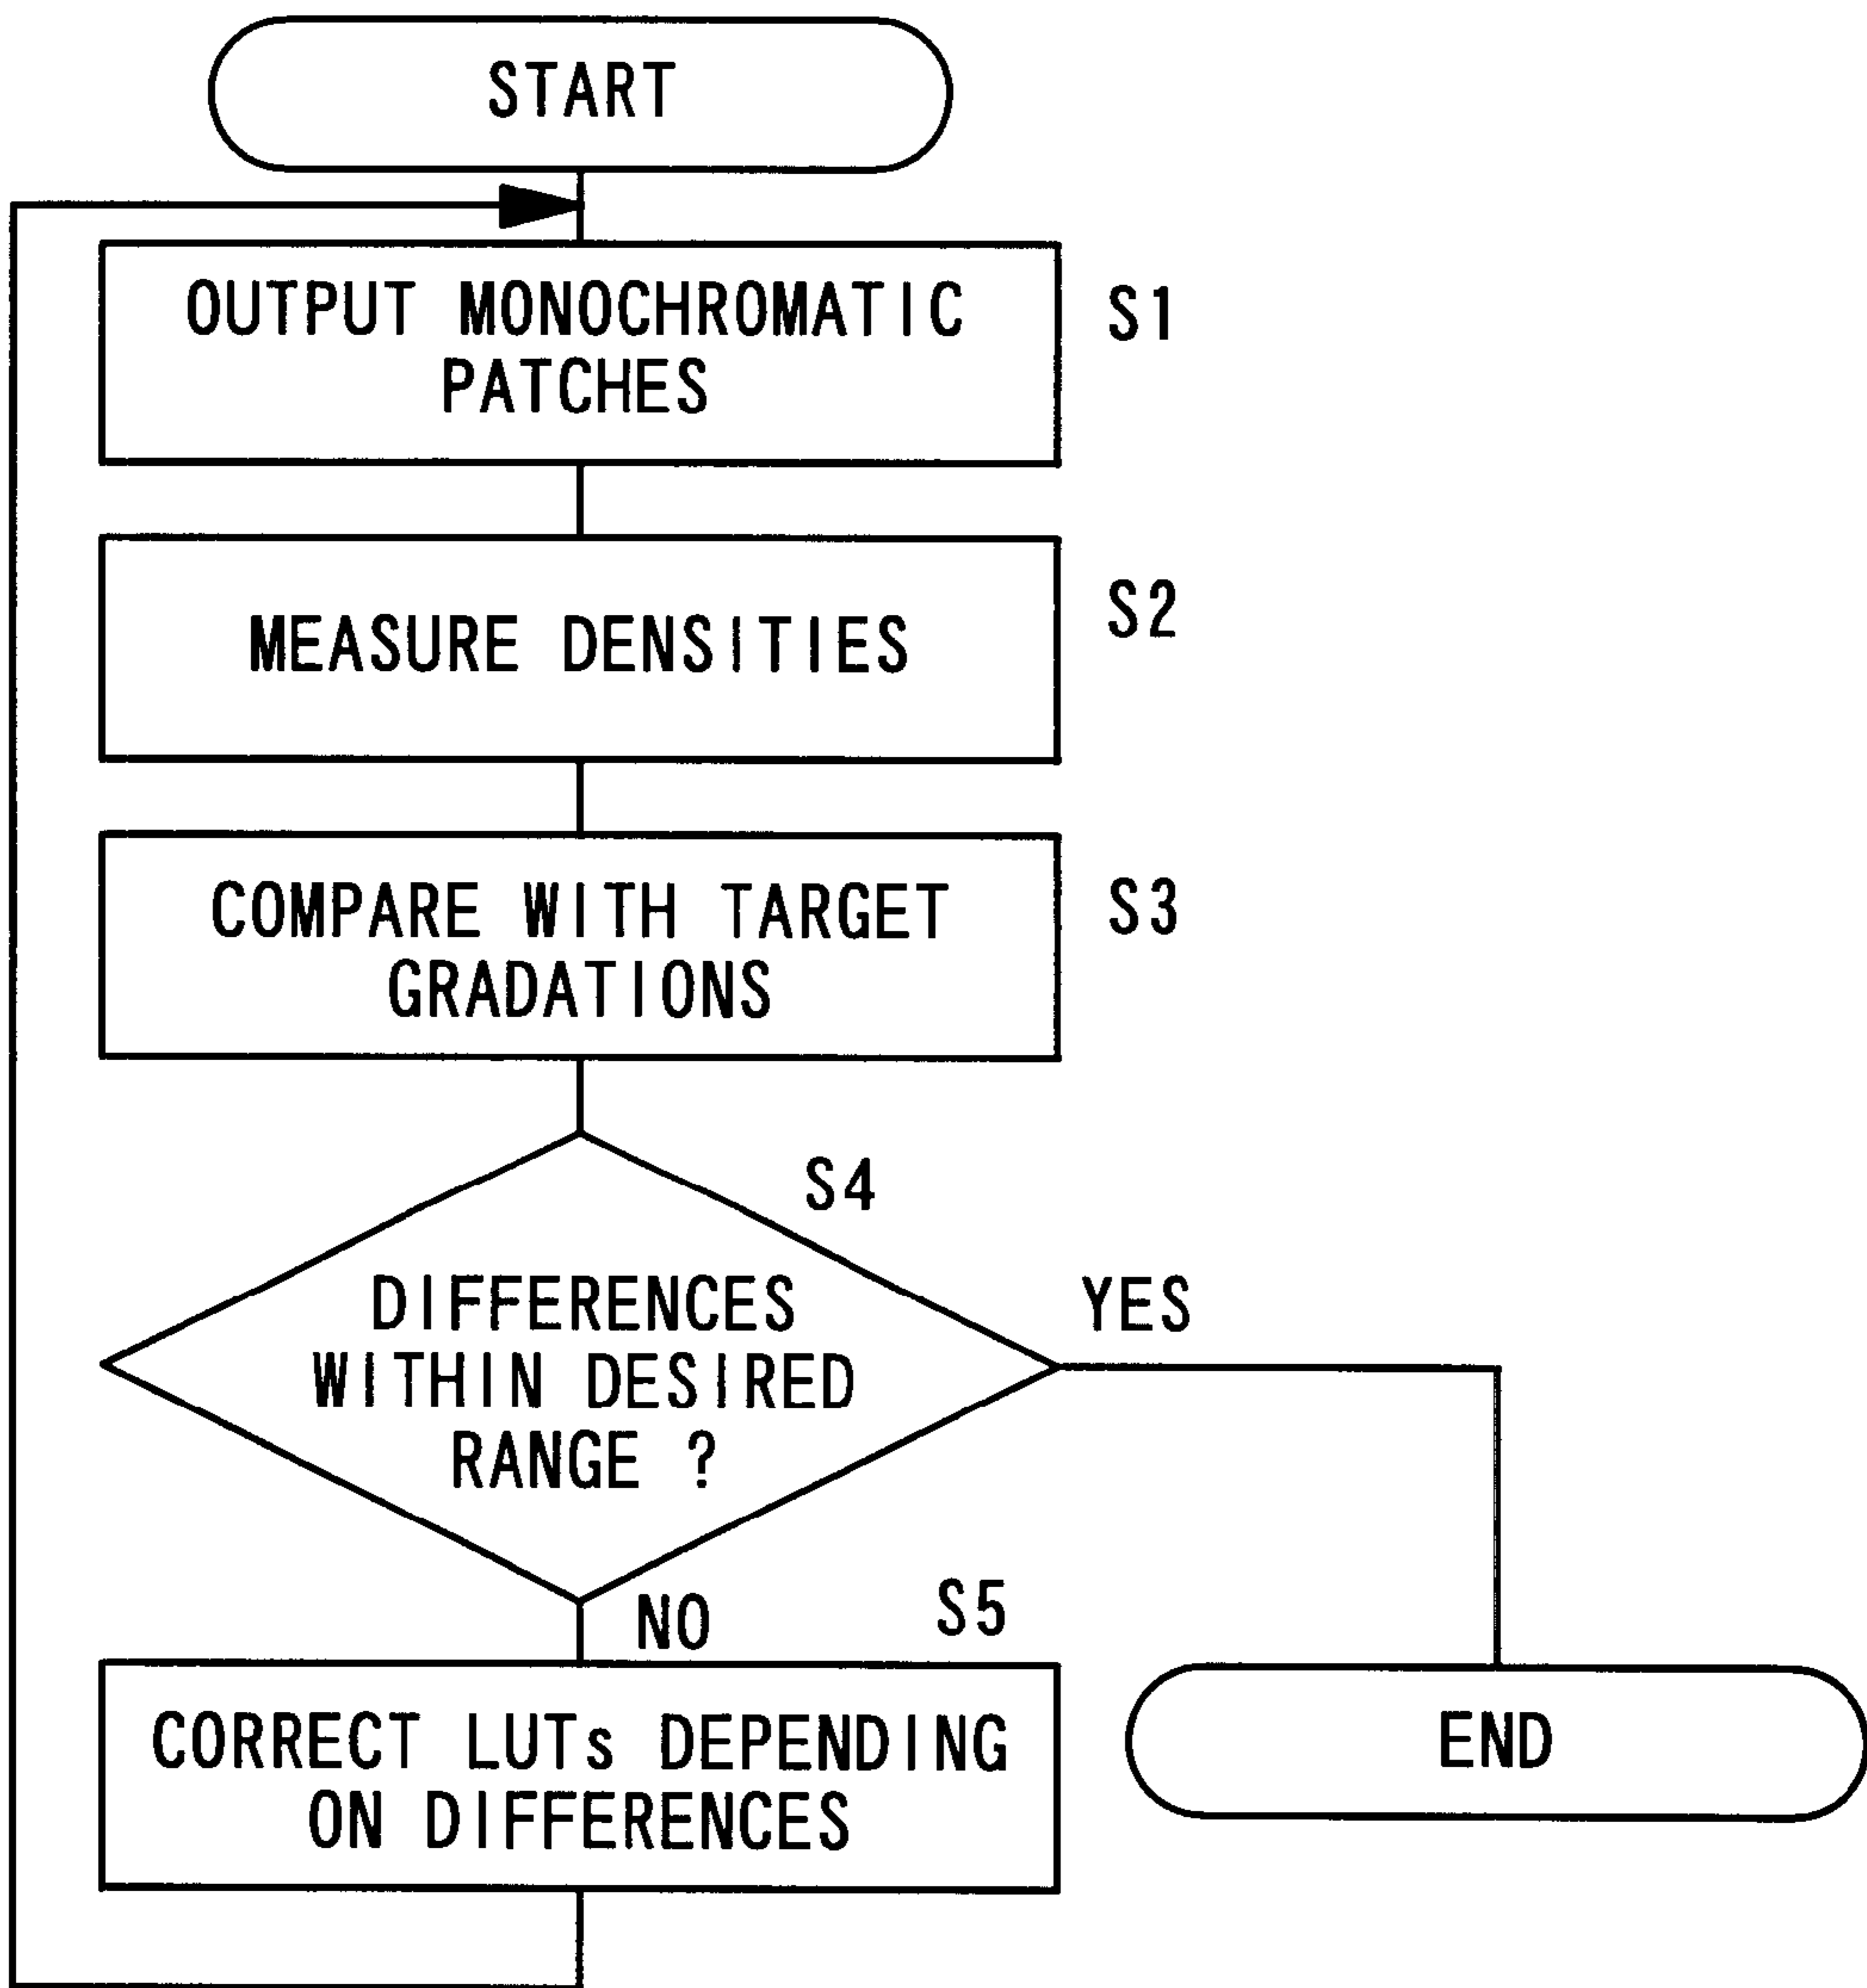 START
OUTPUT MONOCHROMATIC
PATCHES
S1
MEASURE DENSITIES
S2
COMPARE WITH TARGET
GRADATIONS
S3
S4
DIFFERENCES
WITHIN DESIRED
RANGE ?
YES
NO
S5
CORRECT LUTs DEPENDING
ON DIFFERENCES
END